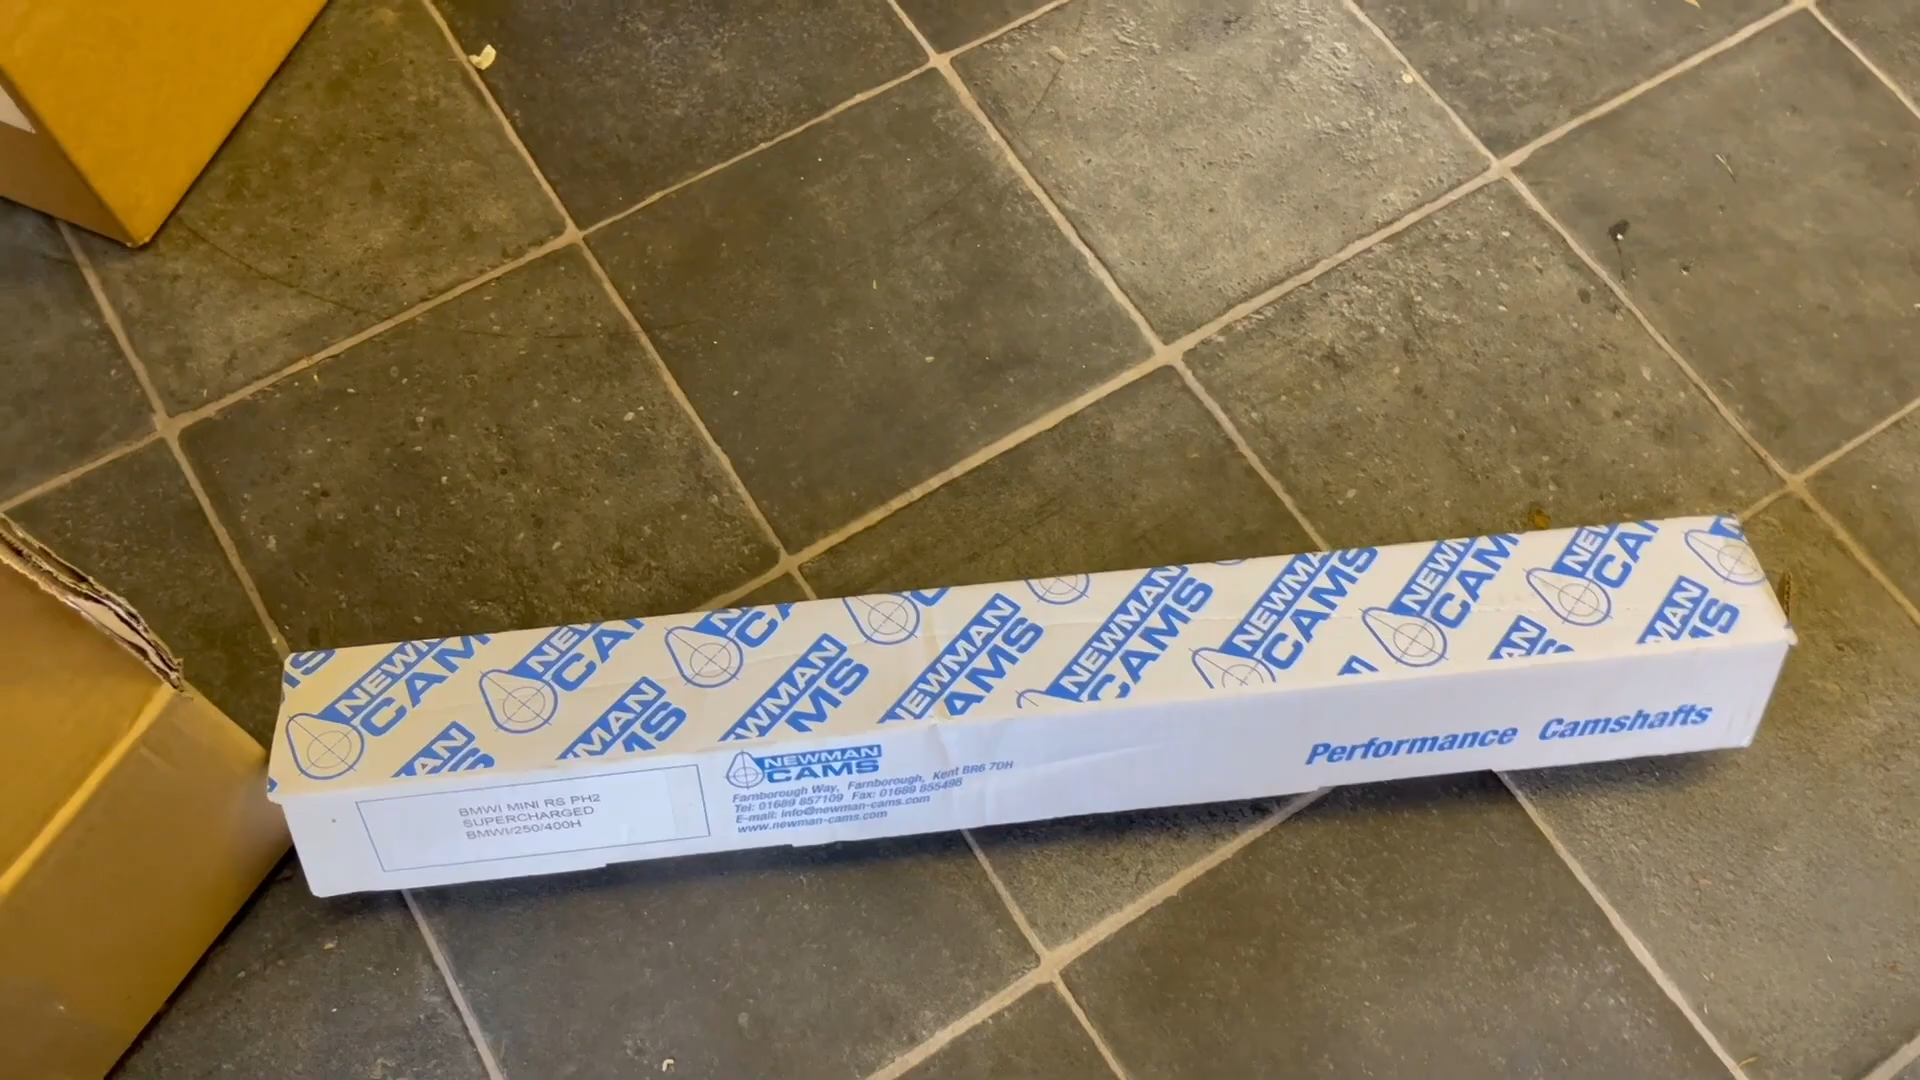 NEWMAN
CAMS
BMWI MINI RS PH2
SUPERCHARGED
BMWI/250/400H
NEWMAN
CAMS
Farnborough Way, Farnborough, Kent BR6 7DH
Tel: 01689 857109 Fax: 01689 855498
E-mail: info@newman-cams.com
www.newman-cams.com
Performance Camshafts